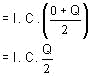 = I . C . (0 + Q / 2)
= I . C . Q / 2